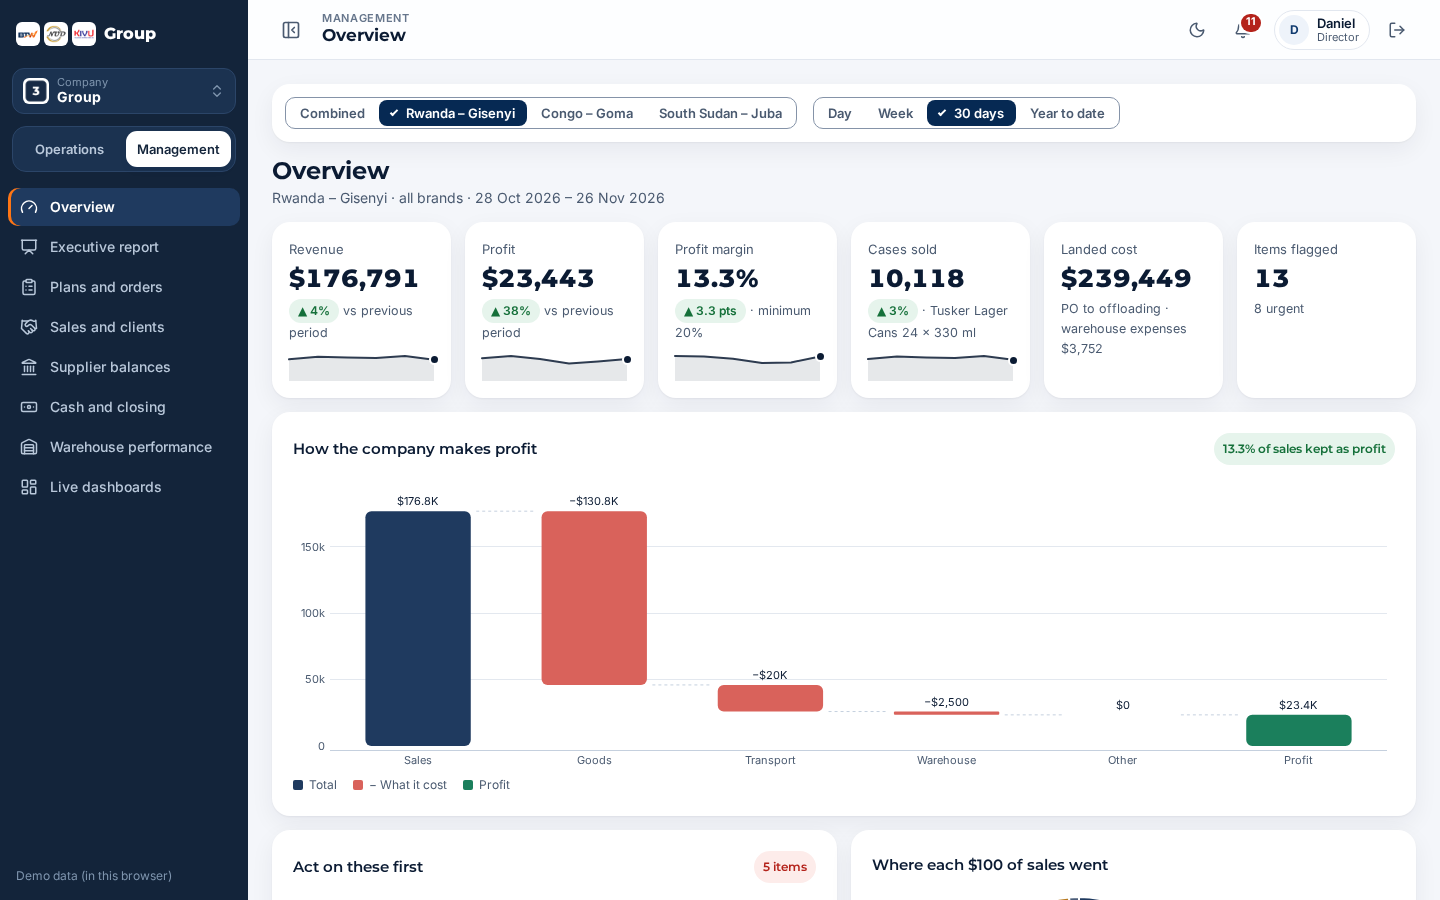 BTW NUD KIVU Group
Company
3 Group
Operations Management
Overview
Executive report
Plans and orders
Sales and clients
Supplier balances
Cash and closing
Warehouse performance
Live dashboards
Demo data (in this browser)
MANAGEMENT
Overview
11
D Daniel
Director
Combined ✓ Rwanda – Gisenyi Congo – Goma South Sudan – Juba
Day Week ✓ 30 days Year to date
Overview
Rwanda – Gisenyi · all brands · 28 Oct 2026 – 26 Nov 2026
Revenue
$176,791
▲ 4% vs previous
period
Profit
$23,443
▲ 38% vs previous
period
Profit margin
13.3%
▲ 3.3 pts · minimum
20%
Cases sold
10,118
▲ 3% · Tusker Lager
Cans 24 × 330 ml
Landed cost
$239,449
PO to offloading ·
warehouse expenses
$3,752
Items flagged
13
8 urgent
How the company makes profit
13.3% of sales kept as profit
$176.8K −$130.8K −$20K −$2,500 $0 $23.4K
150k
100k
50k
0
Sales Goods Transport Warehouse Other Profit
Total − What it cost Profit
Act on these first
5 items
Where each $100 of sales went